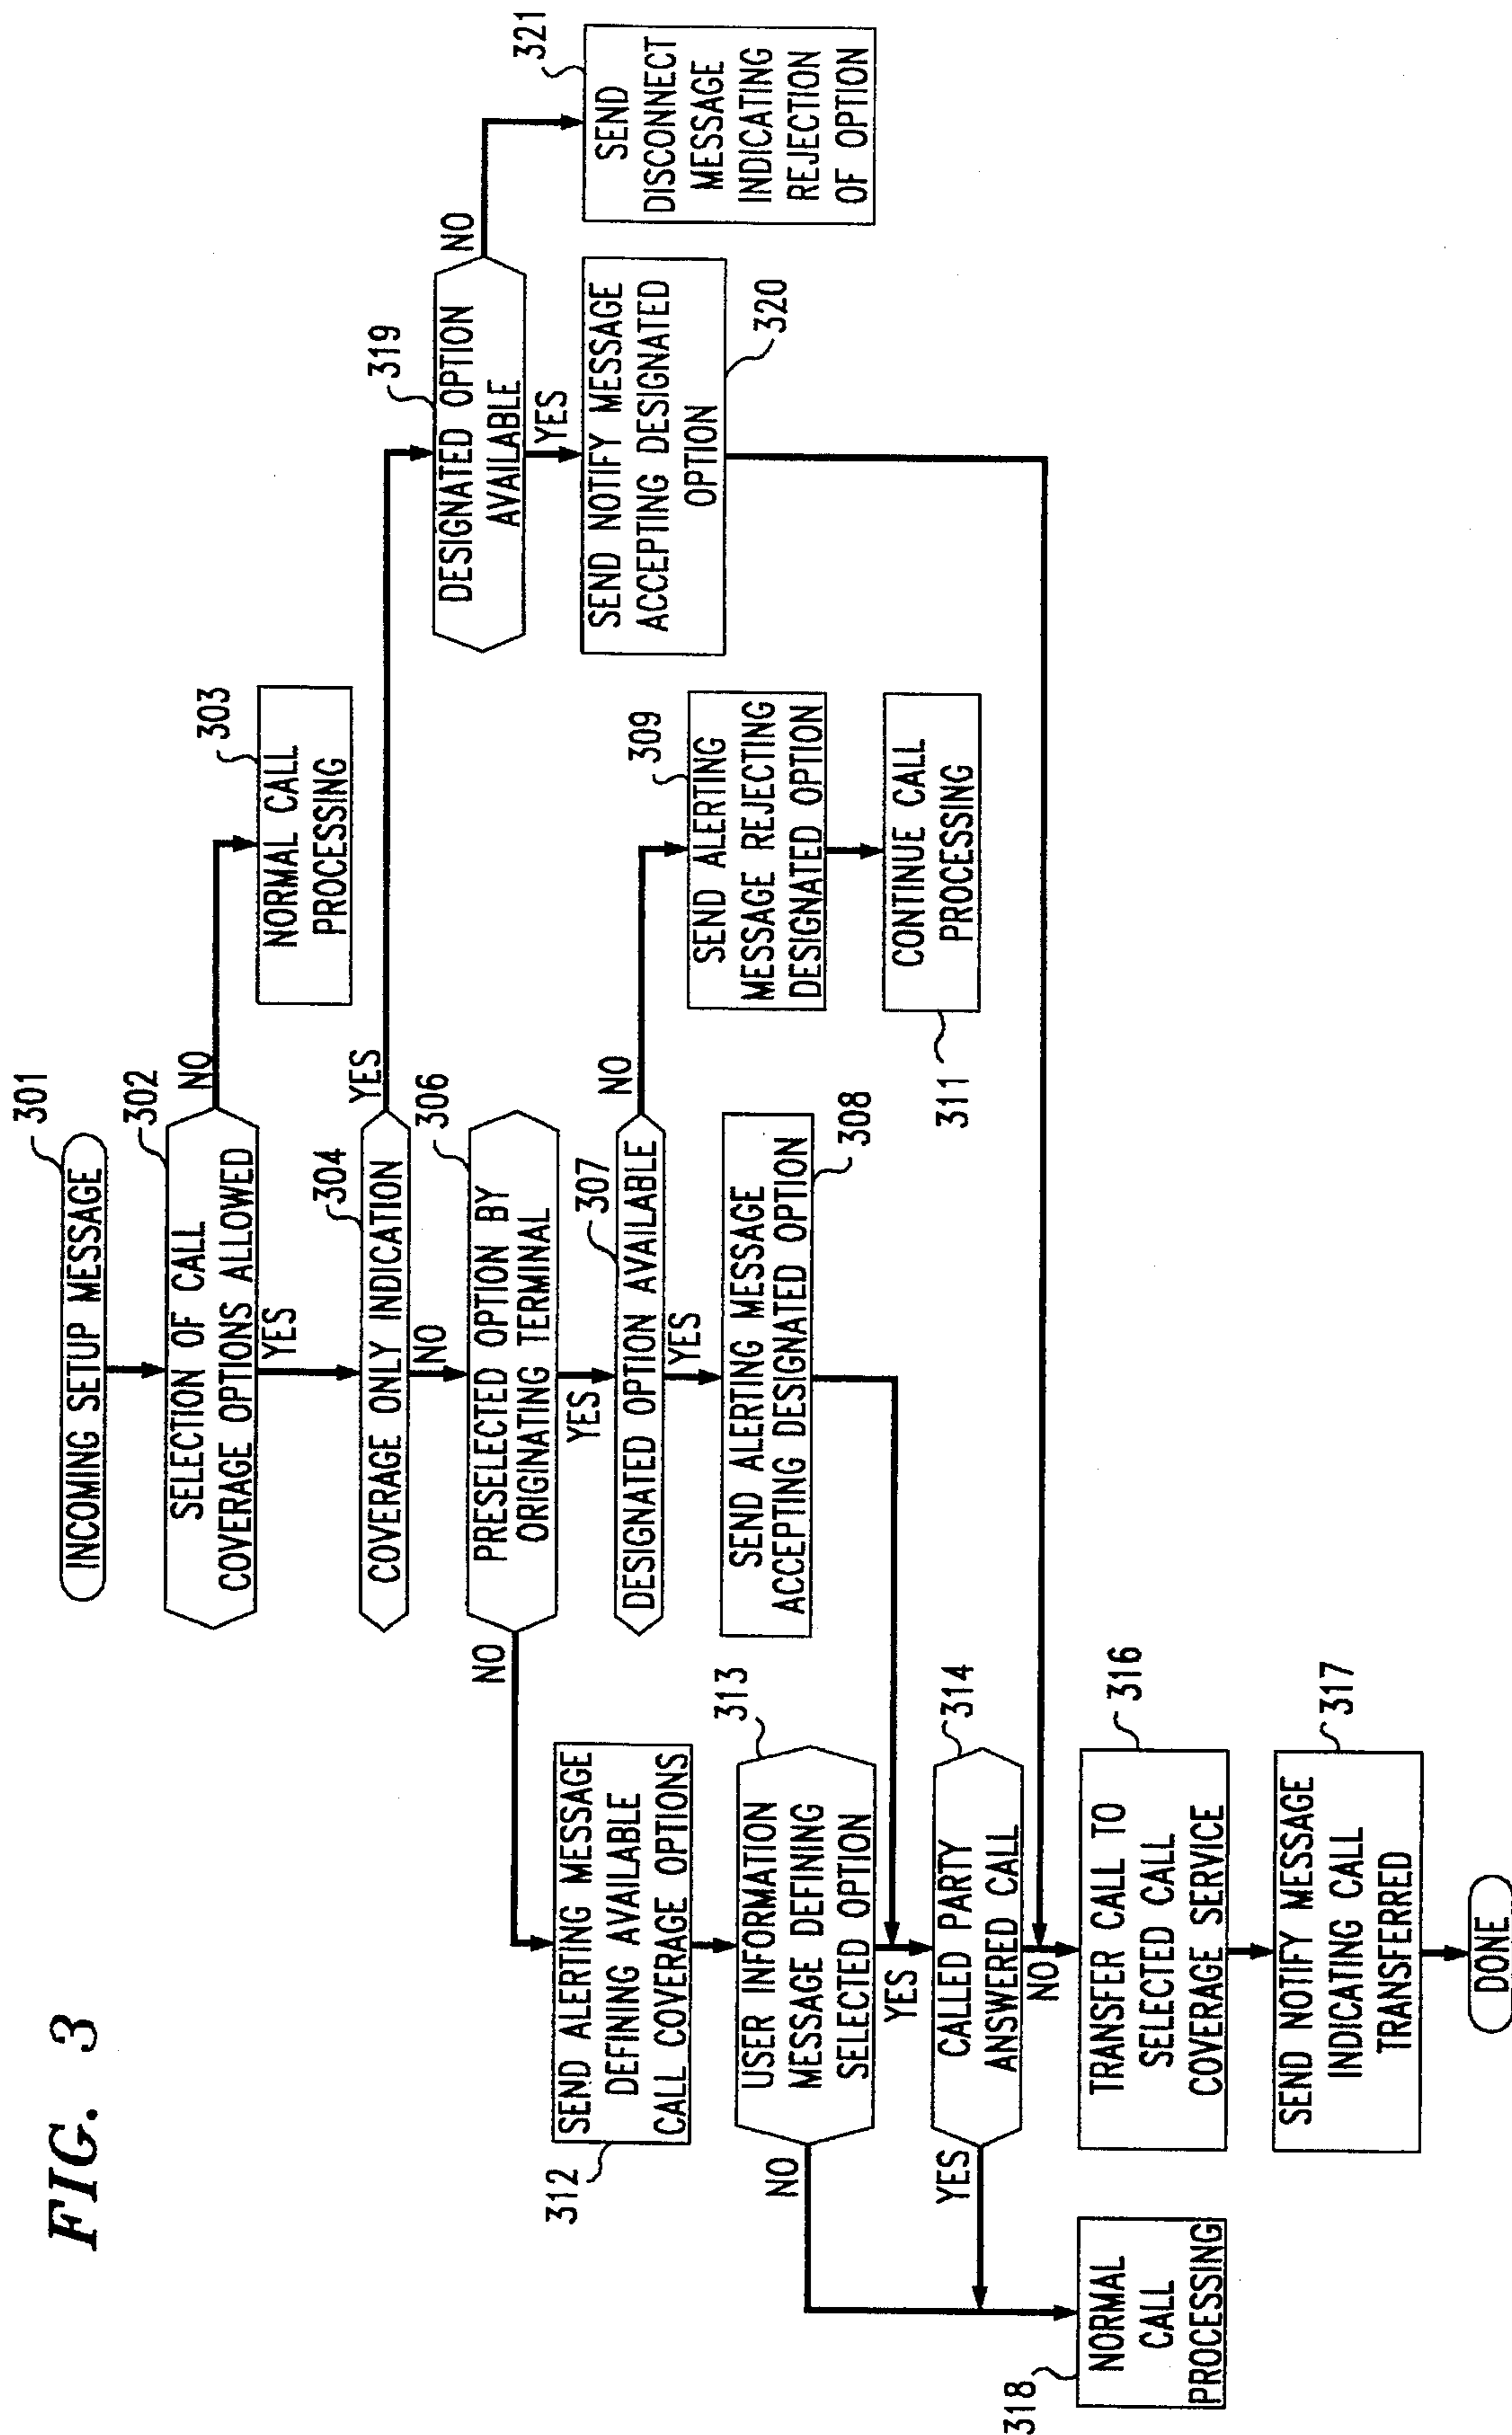 FIG. 3
301
INCOMING SETUP MESSAGE
302
SELECTION OF CALL
COVERAGE OPTIONS ALLOWED
NO
YES
303
NORMAL CALL
PROCESSING
304
COVERAGE ONLY INDICATION
YES
NO
306
PRESELECTED OPTION BY
ORIGINATING TERMINAL
NO
YES
307
DESIGNATED OPTION AVAILABLE
NO
YES
308
SEND ALERTING MESSAGE
ACCEPTING DESIGNATED OPTION
309
SEND ALERTING
MESSAGE REJECTING
DESIGNATED OPTION
311
CONTINUE CALL
PROCESSING
312
SEND ALERTING MESSAGE
DEFINING AVAILABLE
CALL COVERAGE OPTIONS
313
USER INFORMATION
MESSAGE DEFINING
SELECTED OPTION
NO
YES
314
CALLED PARTY
ANSWERED CALL
YES
NO
316
TRANSFER CALL TO
SELECTED CALL
COVERAGE SERVICE
317
SEND NOTIFY MESSAGE
INDICATING CALL
TRANSFERRED
DONE
318
NORMAL
CALL
PROCESSING
319
DESIGNATED OPTION
AVAILABLE
NO
YES
320
SEND NOTIFY MESSAGE
ACCEPTING DESIGNATED
OPTION
321
SEND
DISCONNECT
MESSAGE
INDICATING
REJECTION
OF OPTION